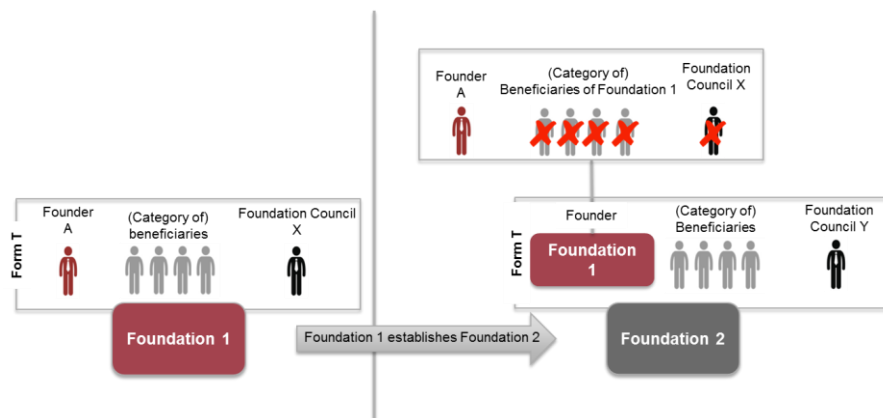 Founder
A
(Category of)
Beneficiaries of Foundation 1
Foundation
Council X
Form T
Founder
A
(Category of)
beneficiaries
Foundation Council
X
Foundation 1
Foundation 1 establishes Foundation 2
Form T
Founder
Foundation
1
(Category of)
Beneficiaries
Foundation
Council Y
Foundation 2